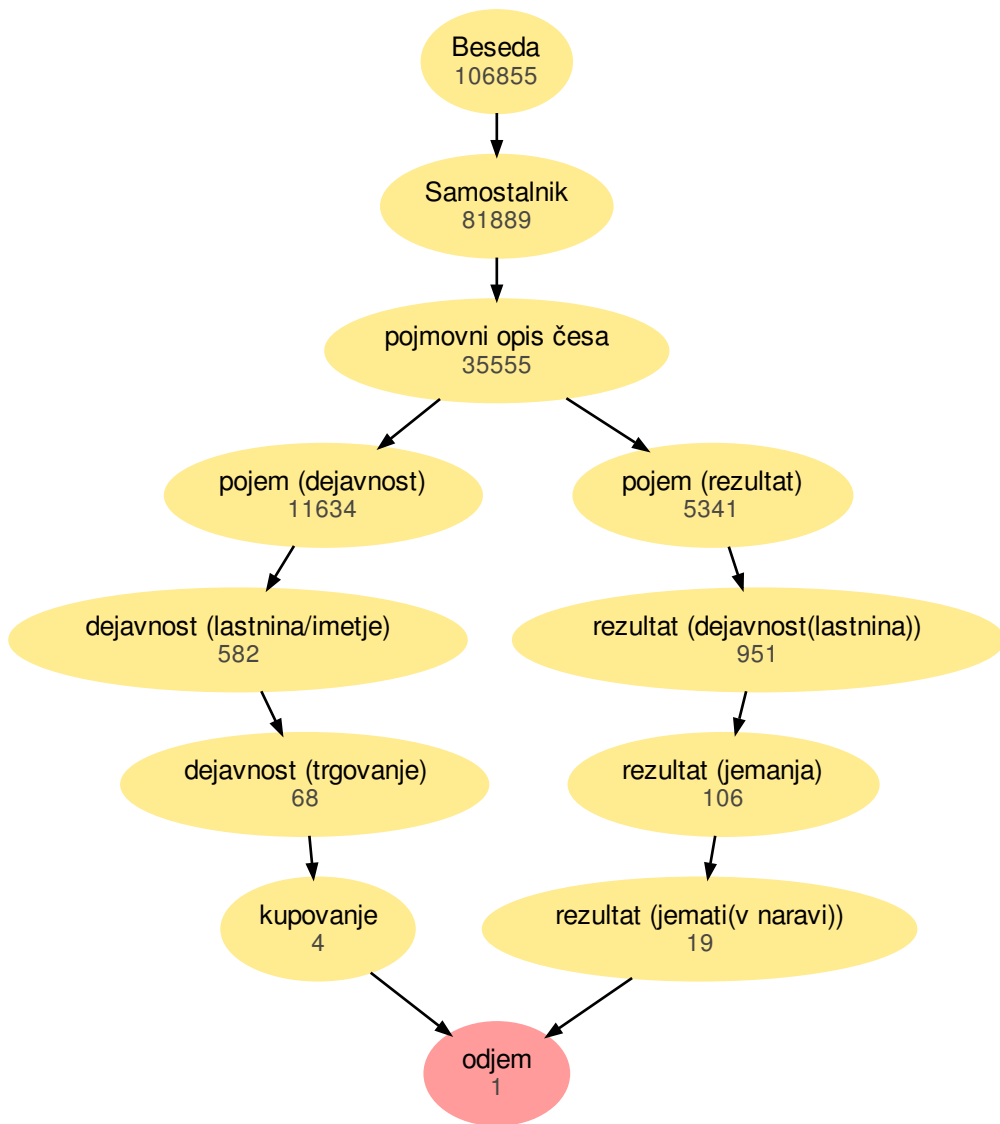 Beseda
106855
Samostalnik
81889
pojmovni opis česa
35555
pojem (dejavnost)
11634
pojem (rezultat)
5341
dejavnost (lastnina/imetje)
582
rezultat (dejavnost(lastnina))
951
dejavnost (trgovanje)
68
rezultat (jemanja)
106
kupovanje
4
rezultat (jemati(v naravi))
19
odjem
1